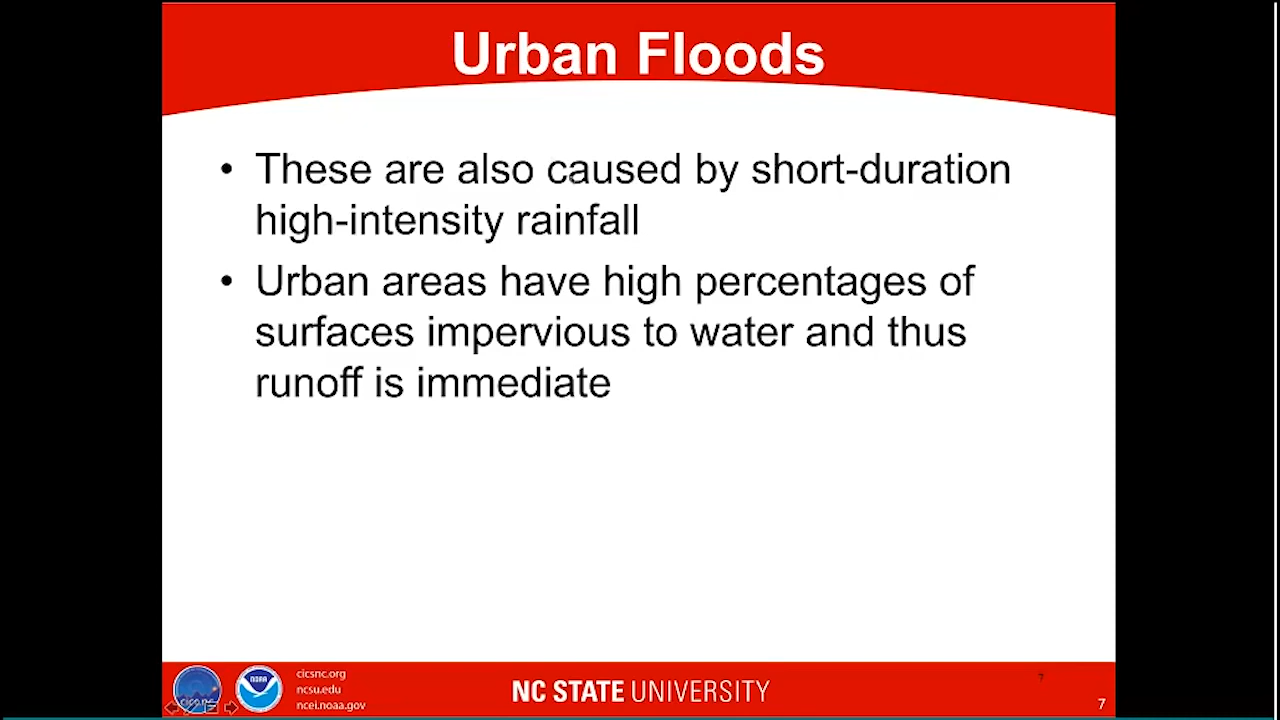 Urban Floods
• These are also caused by short-duration
high-intensity rainfall
• Urban areas have high percentages of
surfaces impervious to water and thus
runoff is immediate
cicsnc.org
ncsu.edu
ncei.noaa.gov
NOAA
NC STATE UNIVERSITY
7